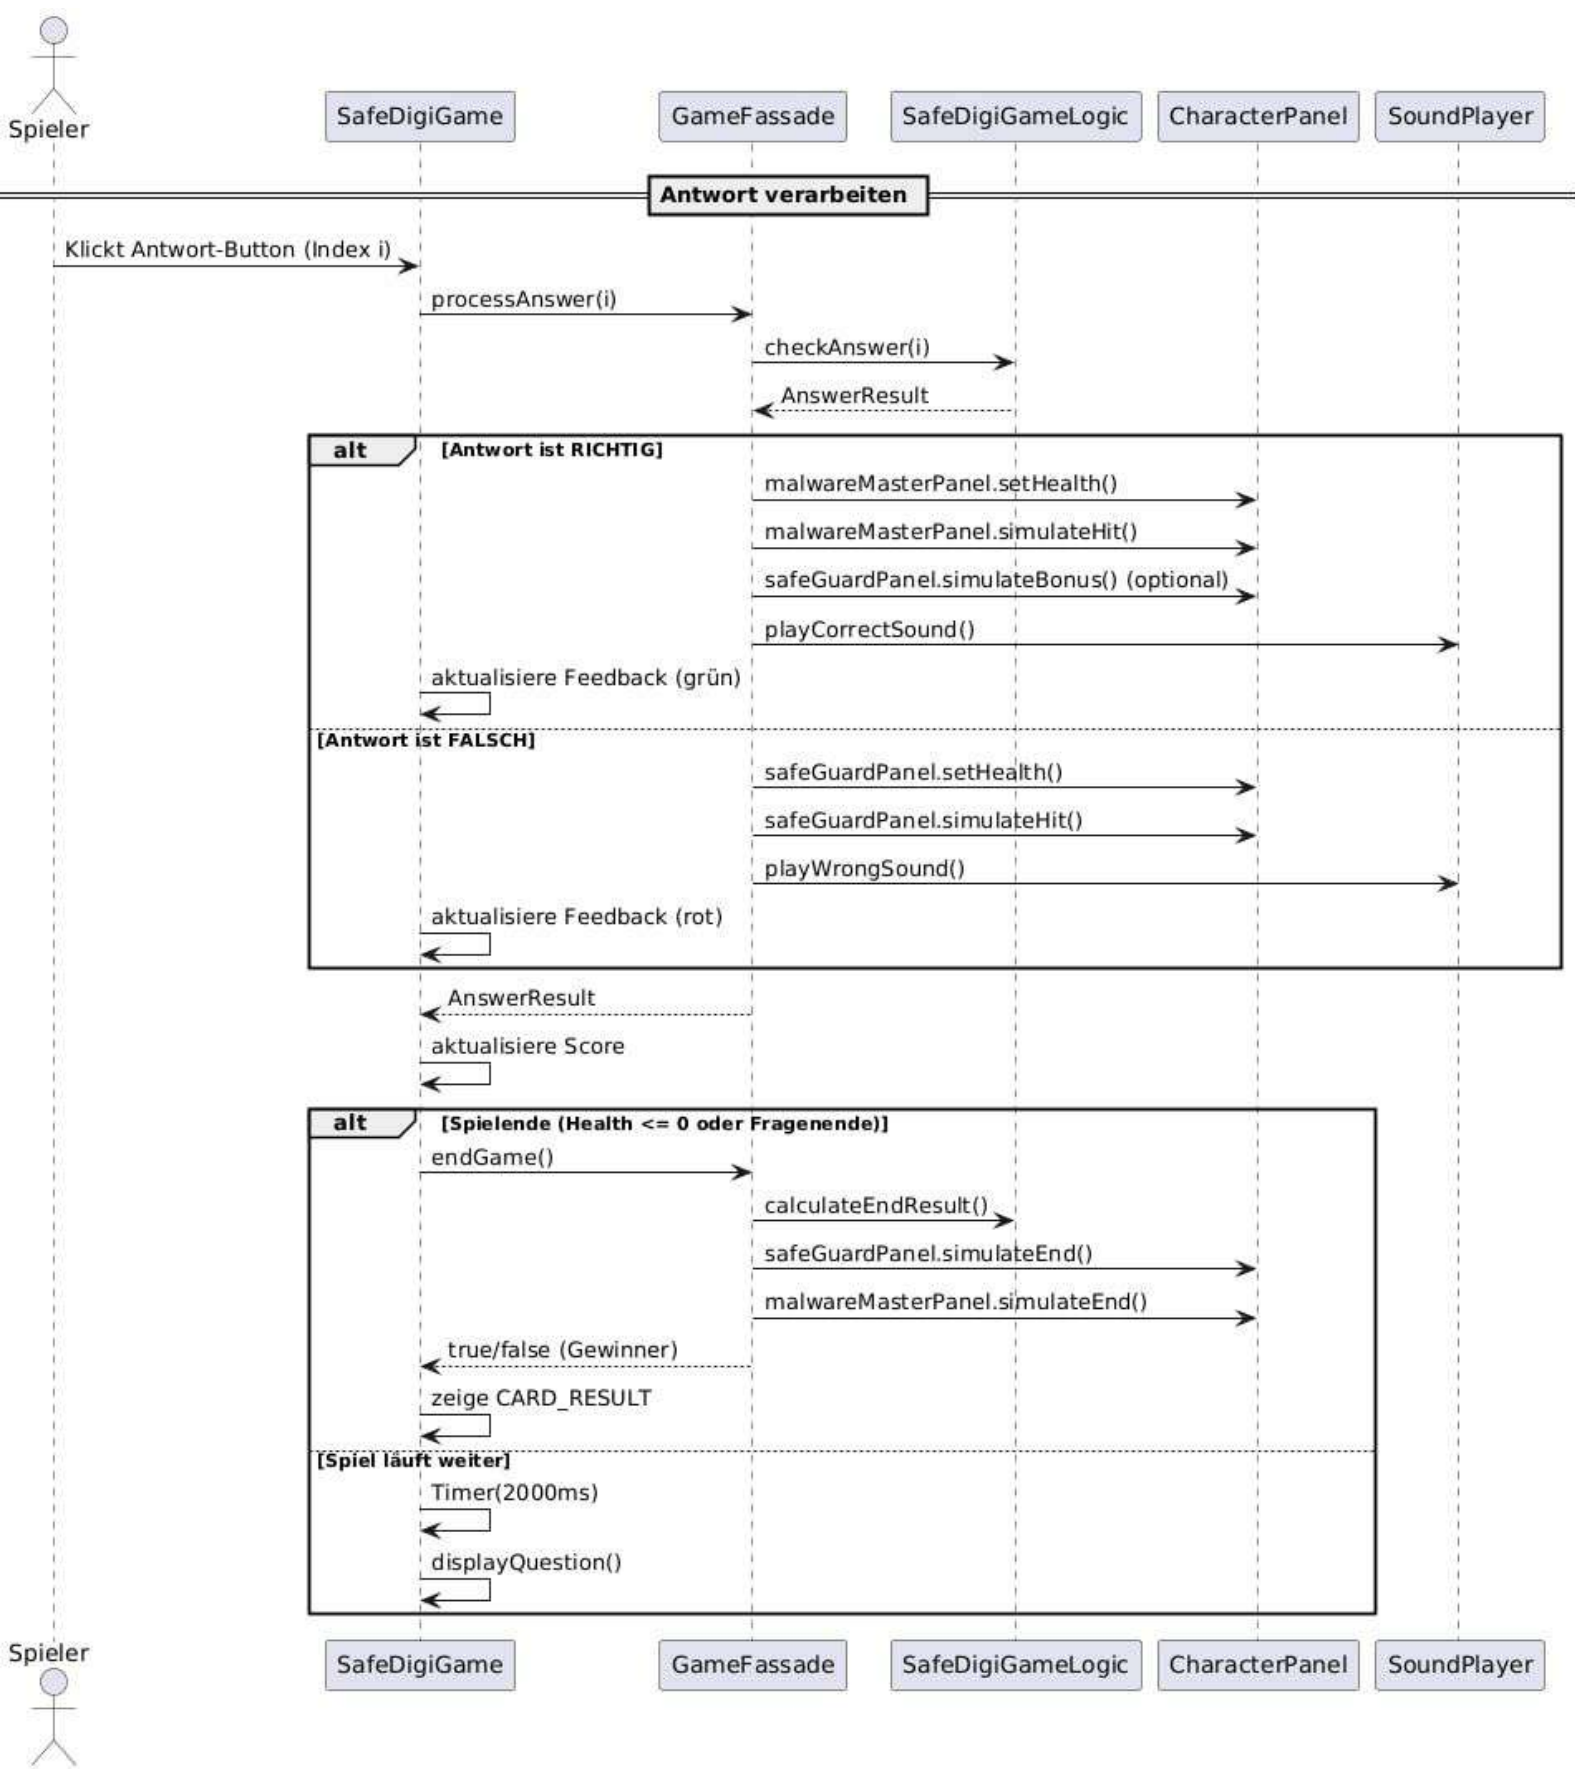 Spieler
SafeDigiGame
GameFassade
SafeDigiGameLogic
CharacterPanel
SoundPlayer
Antwort verarbeiten
Klickt Antwort-Button (Index i)
processAnswer(i)
checkAnswer(i)
AnswerResult
alt
[Antwort ist RICHTIG]
malwareMasterPanel.setHealth()
malwareMasterPanel.simulateHit()
safeGuardPanel.simulateBonus() (optional)
playCorrectSound()
aktualisiere Feedback (grün)
[Antwort ist FALSCH]
safeGuardPanel.setHealth()
safeGuardPanel.simulateHit()
playWrongSound()
aktualisiere Feedback (rot)
AnswerResult
aktualisiere Score
alt
[Spielende (Health <= 0 oder Fragenende)]
endGame()
calculateEndResult()
safeGuardPanel.simulateEnd()
malwareMasterPanel.simulateEnd()
true/false (Gewinner)
zeige CARD_RESULT
[Spiel läuft weiter]
Timer(2000ms)
displayQuestion()
Spieler
SafeDigiGame
GameFassade
SafeDigiGameLogic
CharacterPanel
SoundPlayer